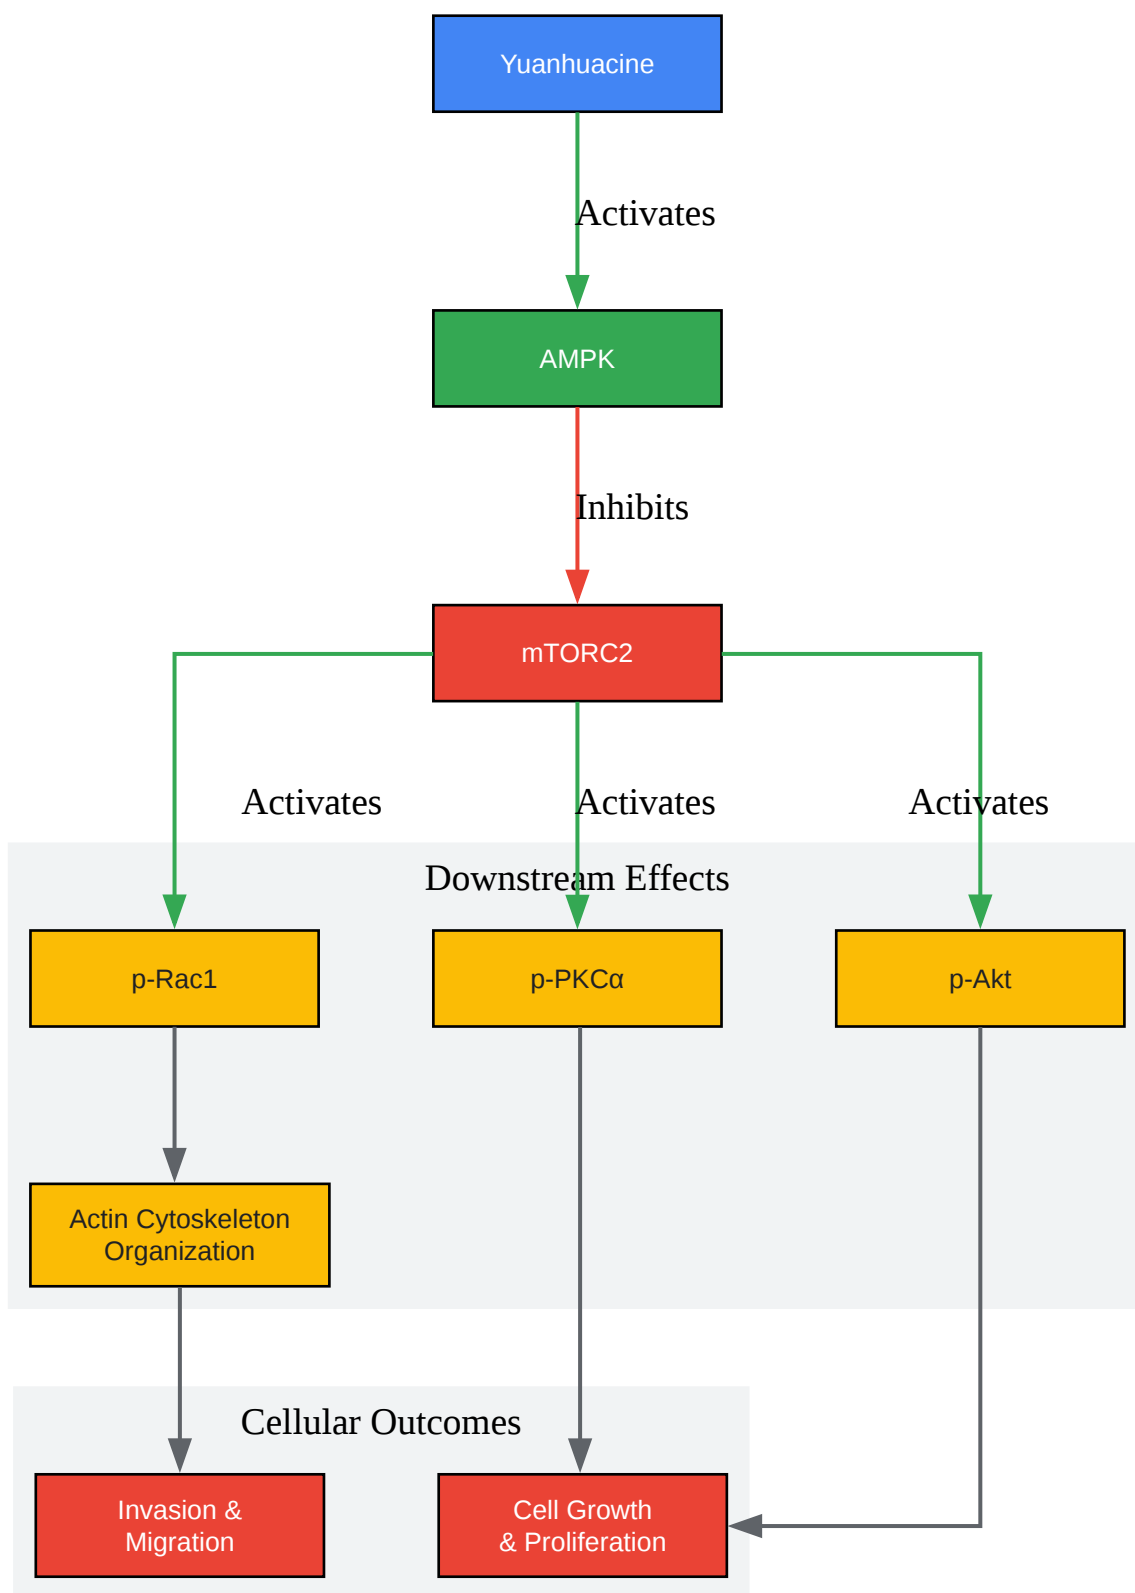 Yuanhuacine
Activates
AMPK
Inhibits
mTORC2
Activates
Activates
Activates
Downstream Effects
p-Rac1
p-PKCα
p-Akt
Actin Cytoskeleton
Organization
Cellular Outcomes
Invasion &
Migration
Cell Growth
& Proliferation